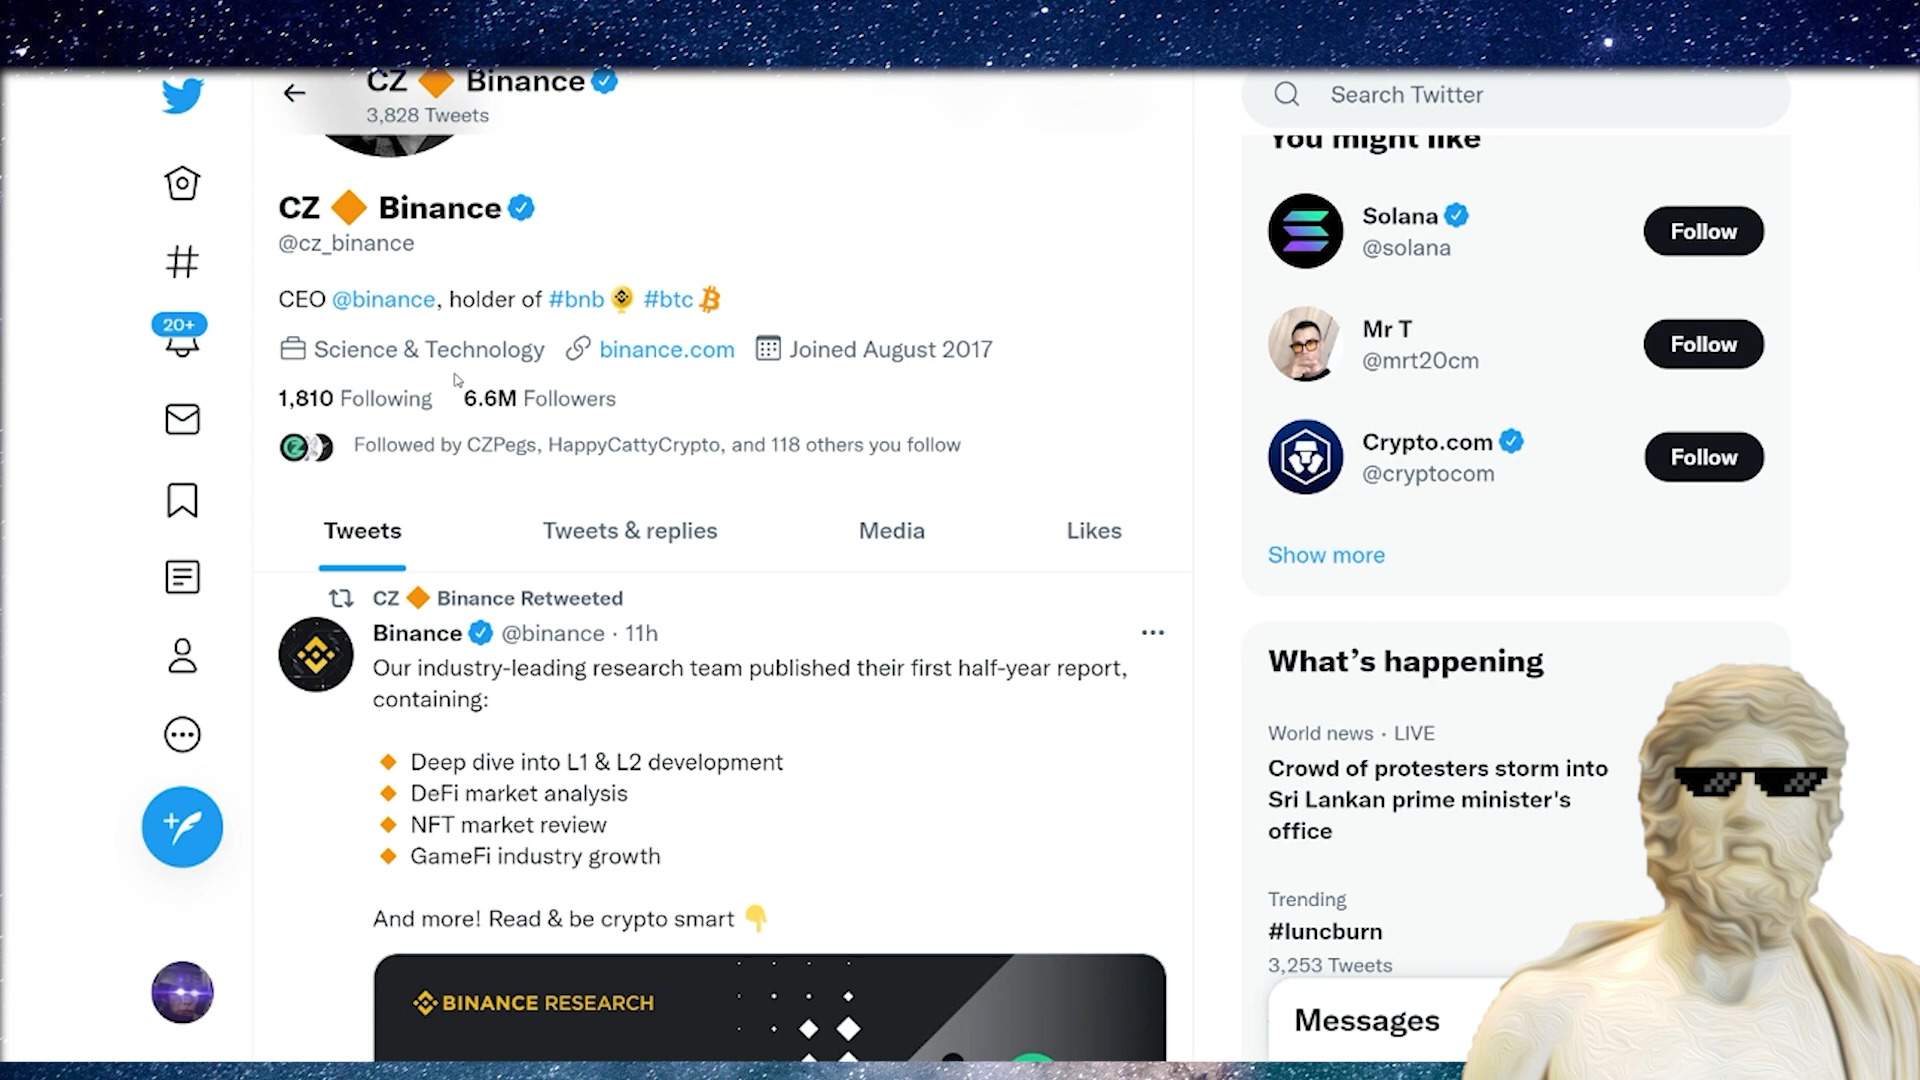 CZ 🔶 Binance
3,828 Tweets
CZ 🔶 Binance
@cz_binance
CEO @binance, holder of #bnb #btc
Science & Technology binance.com Joined August 2017
1,810 Following 6.6M Followers
Followed by CZPegs, HappyCattyCrypto, and 118 others you follow
Tweets Tweets & replies Media Likes
CZ 🔶 Binance Retweeted
Binance @binance · 11h
Our industry-leading research team published their first half-year report,
containing:
🔸 Deep dive into L1 & L2 development
🔸 DeFi market analysis
🔸 NFT market review
🔸 GameFi industry growth
And more! Read & be crypto smart 👇
BINANCE RESEARCH
20+
Search Twitter
You might like
Solana
@solana
Follow
Mr T
@mrt20cm
Follow
Crypto.com
@cryptocom
Follow
Show more
What's happening
World news · LIVE
Crowd of protesters storm into
Sri Lankan prime minister's
office
Trending
#luncburn
3,253 Tweets
Messages